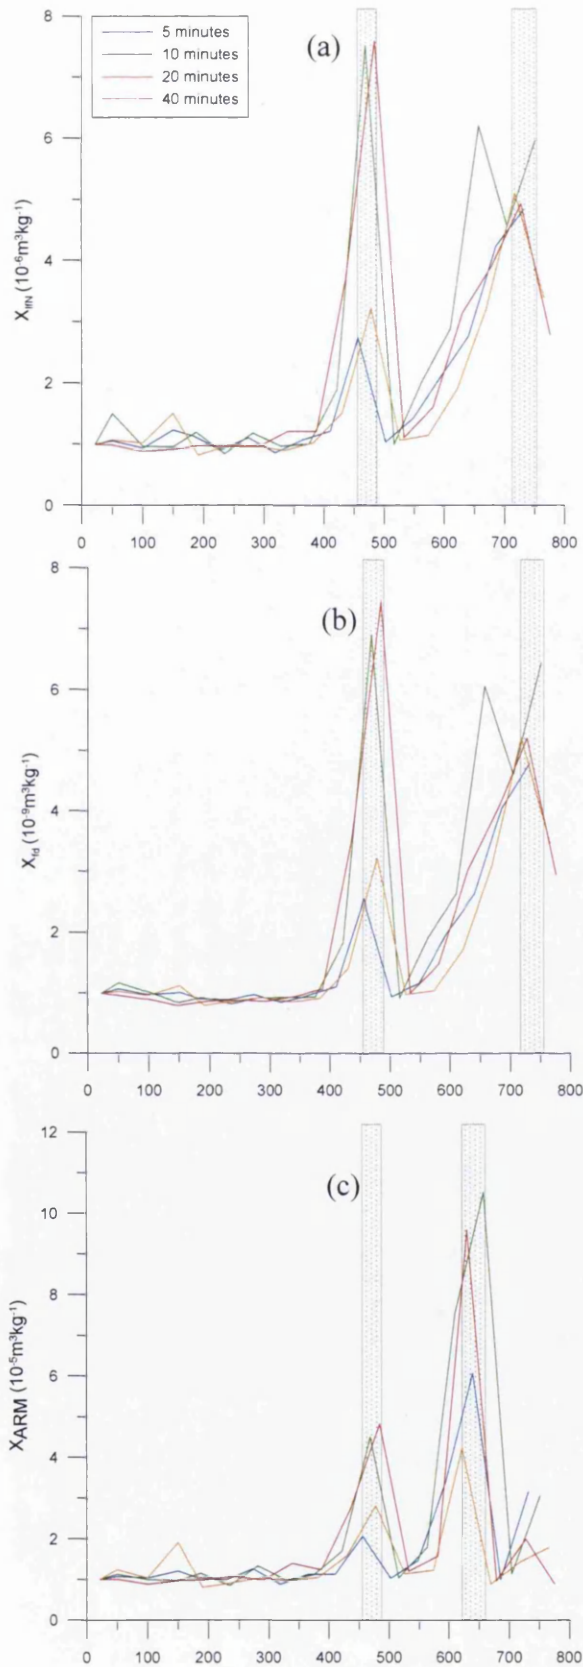 8
5 minutes
10 minutes
20 minutes
40 minutes
(a)
6
4
2
0
XlfN (10-6m3kg-1)
0 100 200 300 400 500 600 700 800
8
(b)
6
4
2
0
Xfd (10-9m3kg-1)
0 100 200 300 400 500 600 700 800
12
(c)
10
8
6
4
2
0
XARM (10-5m3kg-1)
0 100 200 300 400 500 600 700 800